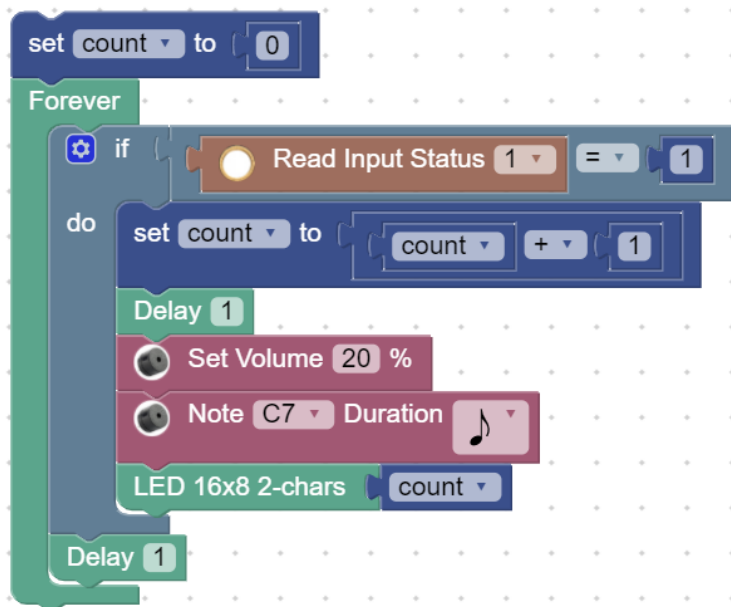 set count to 0
Forever
if Read Input Status 1 = 1
do set count to count + 1
Delay 1
Set Volume 20 %
Note C7 Duration
LED 16x8 2-chars count
Delay 1